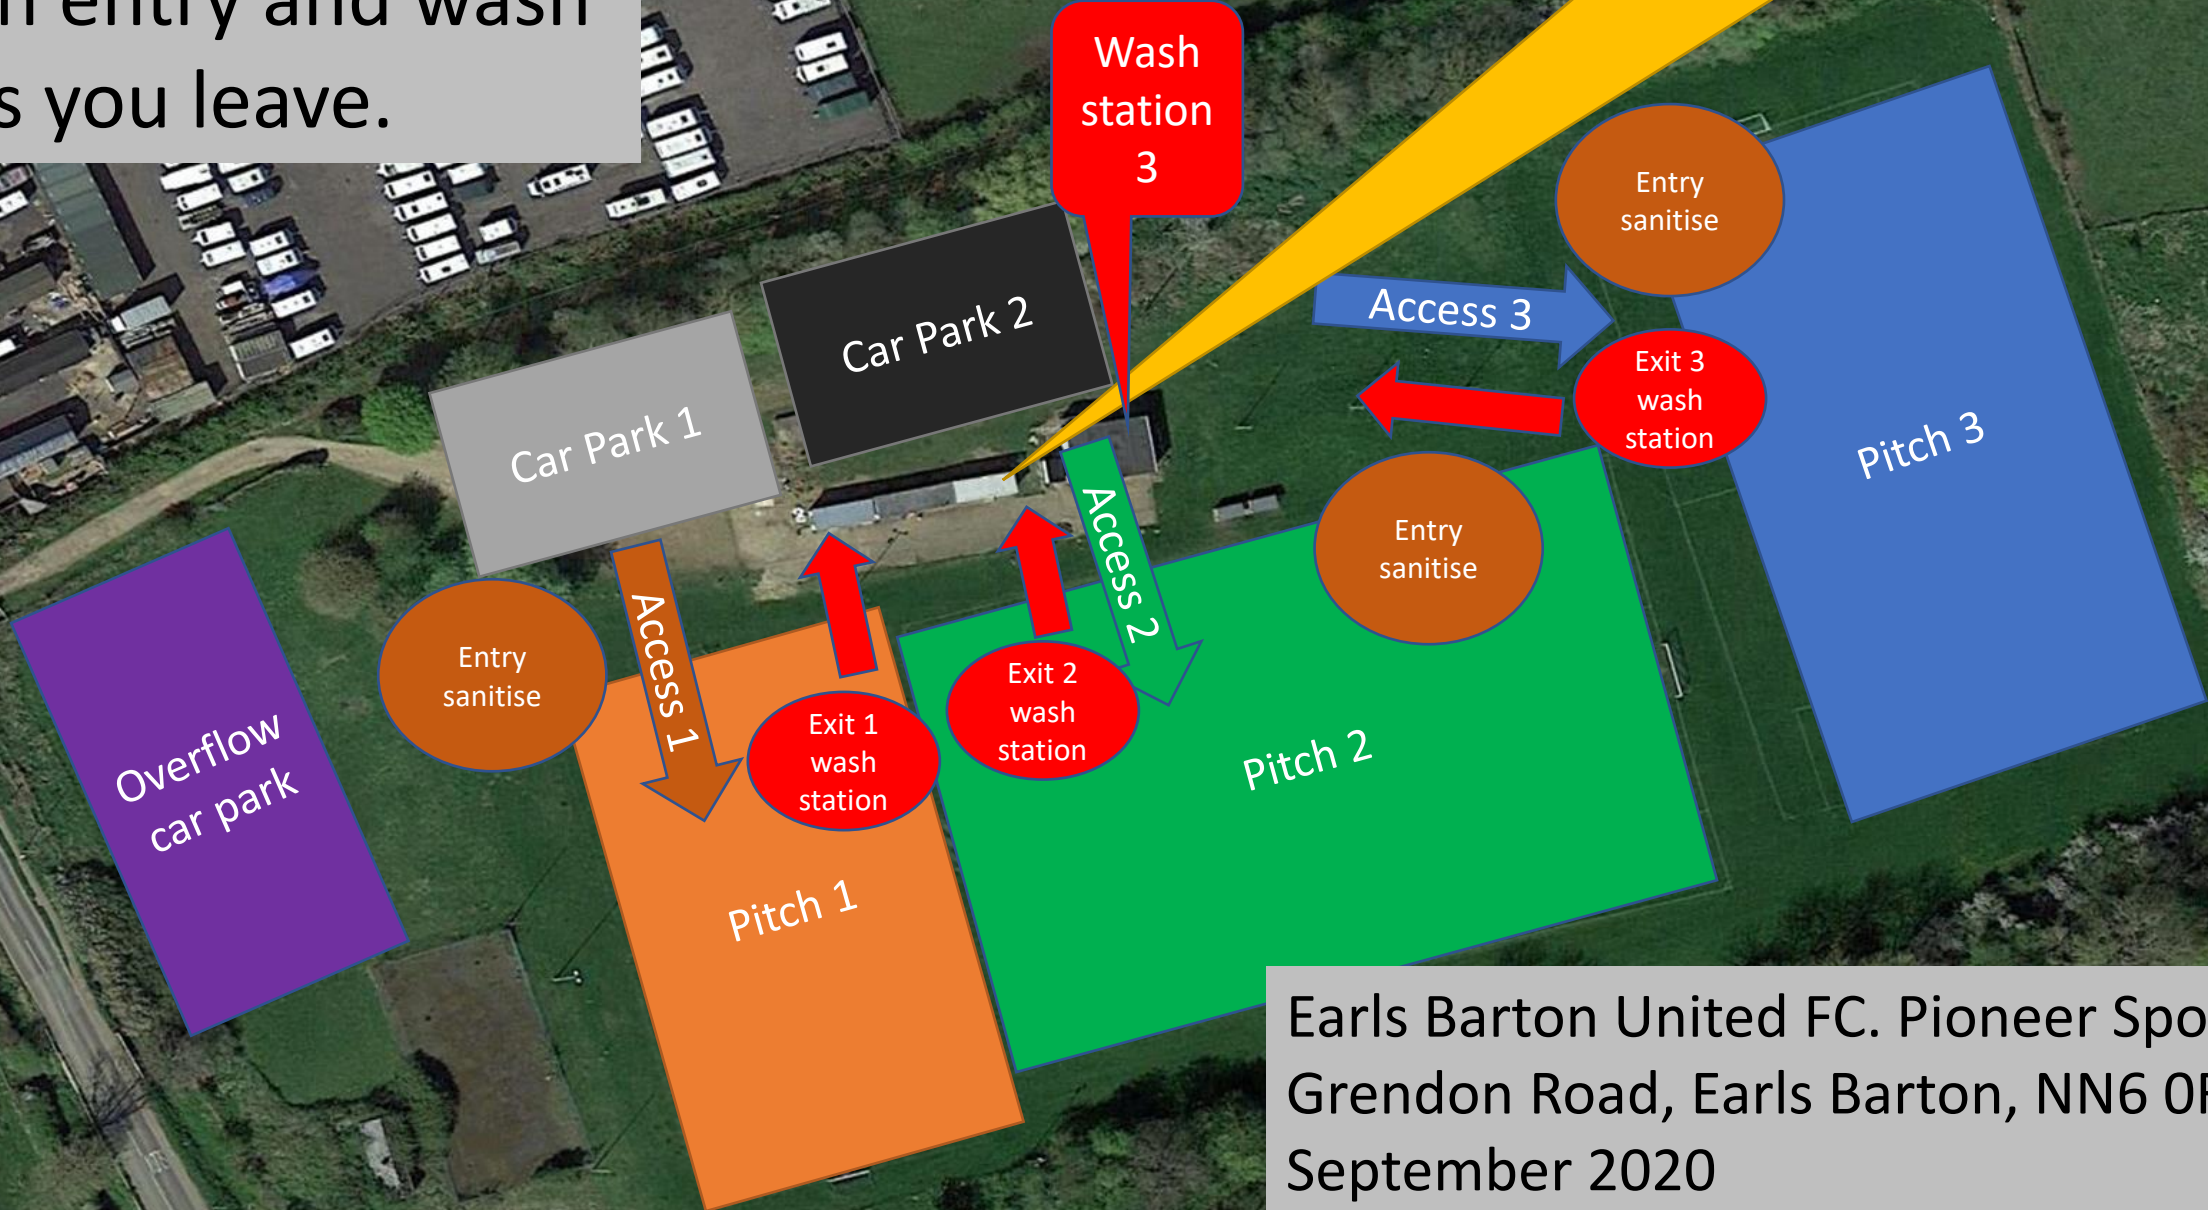 entry and wash
you leave.
Wash
station
3
Entry
sanitise
Car Park 2
Access 3
Exit 3
wash
station
Car Park 1
Pitch 3
Access 2
Entry
sanitise
Access 1
Entry
sanitise
Exit 2
wash
station
Exit 1
wash
station
Overflow
car park
Pitch 2
Pitch 1
Earls Barton United FC. Pioneer Spo
Grendon Road, Earls Barton, NN6 0
September 2020